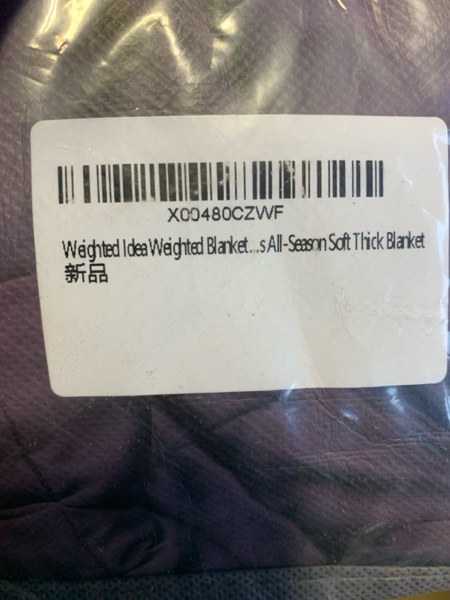 X00480CZWF
Weighted Idea Weighted Blanket...s All-Season Soft Thick Blanket
新品